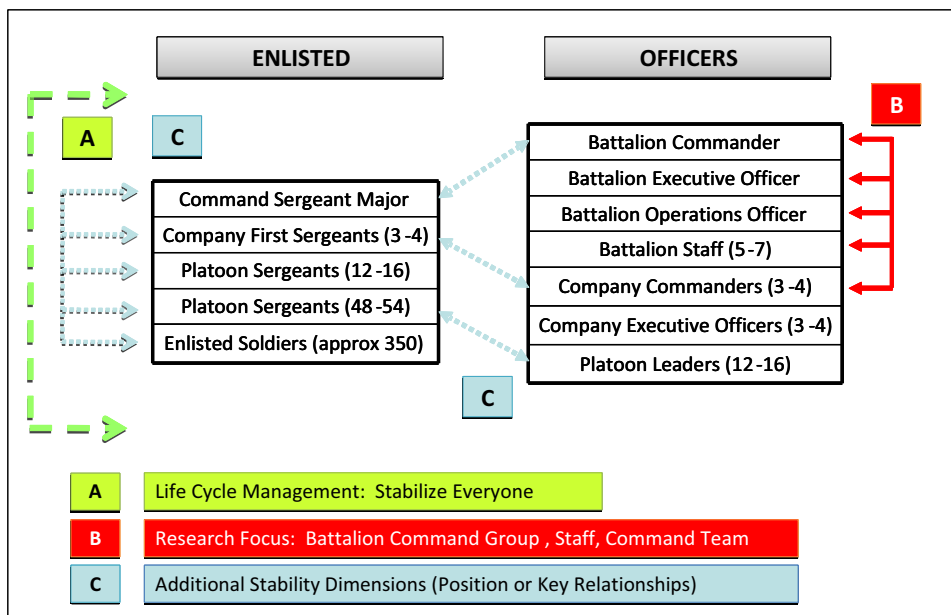 ENLISTED
OFFICERS
A
C
B
Command Sergeant Major
Company First Sergeants (3-4)
Platoon Sergeants (12-16)
Platoon Sergeants (48-54)
Enlisted Soldiers (approx 350)
Battalion Commander
Battalion Executive Officer
Battalion Operations Officer
Battalion Staff (5-7)
Company Commanders (3-4)
Company Executive Officers (3-4)
Platoon Leaders (12-16)
C
A Life Cycle Management: Stabilize Everyone
B Research Focus: Battalion Command Group , Staff, Command Team
C Additional Stability Dimensions (Position or Key Relationships)